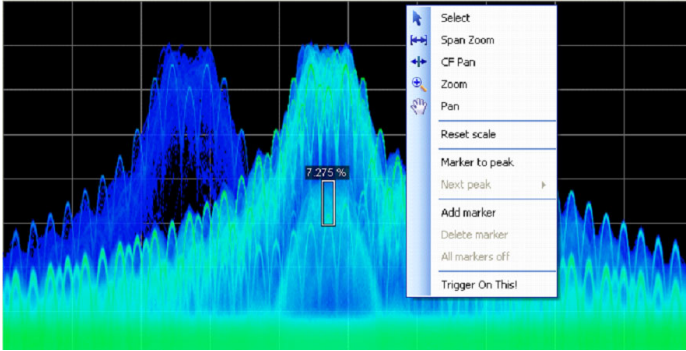 Select
Span Zoom
CF Pan
Zoom
Pan
Reset scale
Marker to peak
Next peak
Add marker
Delete marker
All markers off
Trigger On This!
7.275 %